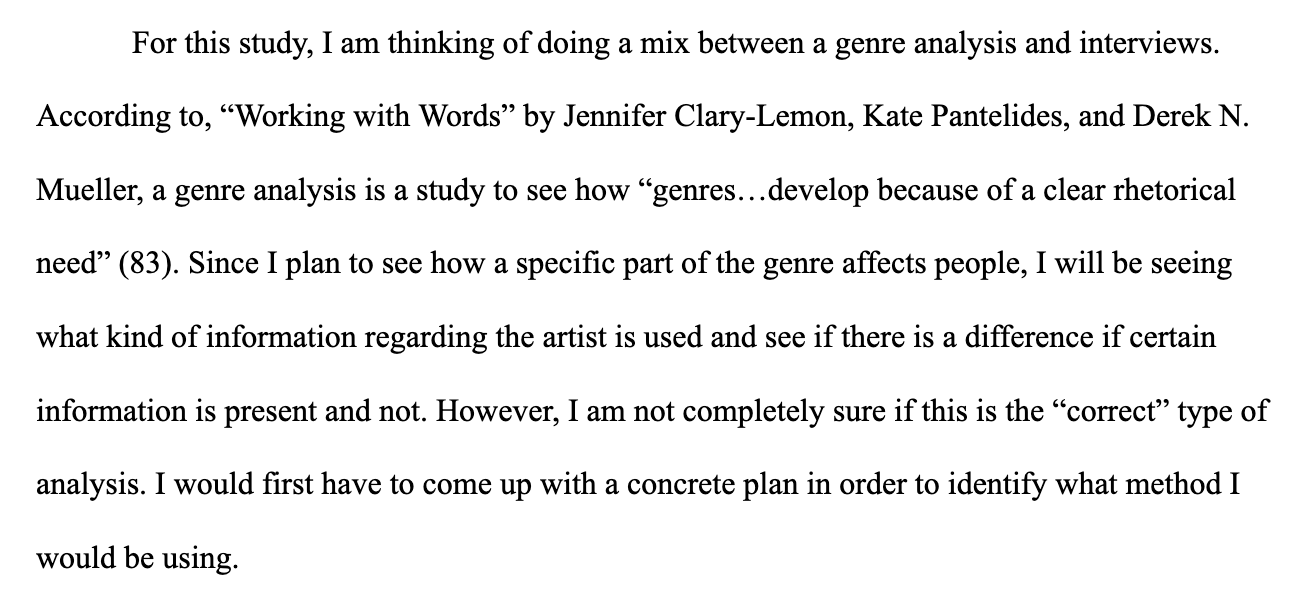 For this study, I am thinking of doing a mix between a genre analysis and interviews.
According to, “Working with Words” by Jennifer Clary-Lemon, Kate Pantelides, and Derek N.
Mueller, a genre analysis is a study to see how “genres…develop because of a clear rhetorical
need” (83). Since I plan to see how a specific part of the genre affects people, I will be seeing
what kind of information regarding the artist is used and see if there is a difference if certain
information is present and not. However, I am not completely sure if this is the “correct” type of
analysis. I would first have to come up with a concrete plan in order to identify what method I
would be using.